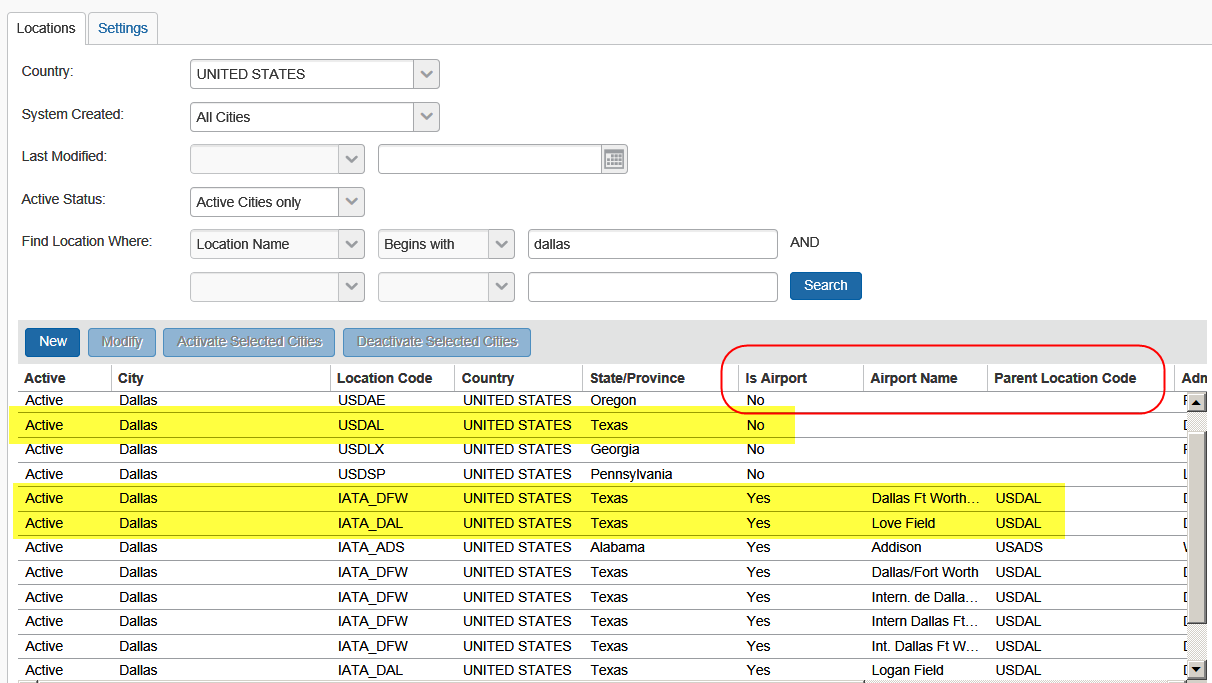 Locations Settings
Country: UNITED STATES
System Created: All Cities
Last Modified:
Active Status: Active Cities only
Find Location Where: Location Name Begins with dallas AND
Search
New Modify Activate Selected Cities Deactivate Selected Cities
Active City Location Code Country State/Province Is Airport Airport Name Parent Location Code Adm
Active Dallas USDAE UNITED STATES Oregon No
Active Dallas USDAL UNITED STATES Texas No
Active Dallas USDLX UNITED STATES Georgia No
Active Dallas USDSP UNITED STATES Pennsylvania No
Active Dallas IATA_DFW UNITED STATES Texas Yes Dallas Ft Worth... USDAL
Active Dallas IATA_DAL UNITED STATES Texas Yes Love Field USDAL
Active Dallas IATA_ADS UNITED STATES Alabama Yes Addison USADS
Active Dallas IATA_DFW UNITED STATES Texas Yes Dallas/Fort Worth USDAL
Active Dallas IATA_DFW UNITED STATES Texas Yes Intern. de Dalla... USDAL
Active Dallas IATA_DFW UNITED STATES Texas Yes Intern Dallas Ft... USDAL
Active Dallas IATA_DFW UNITED STATES Texas Yes Int. Dallas Ft W... USDAL
Active Dallas IATA_DAL UNITED STATES Texas Yes Logan Field USDAL